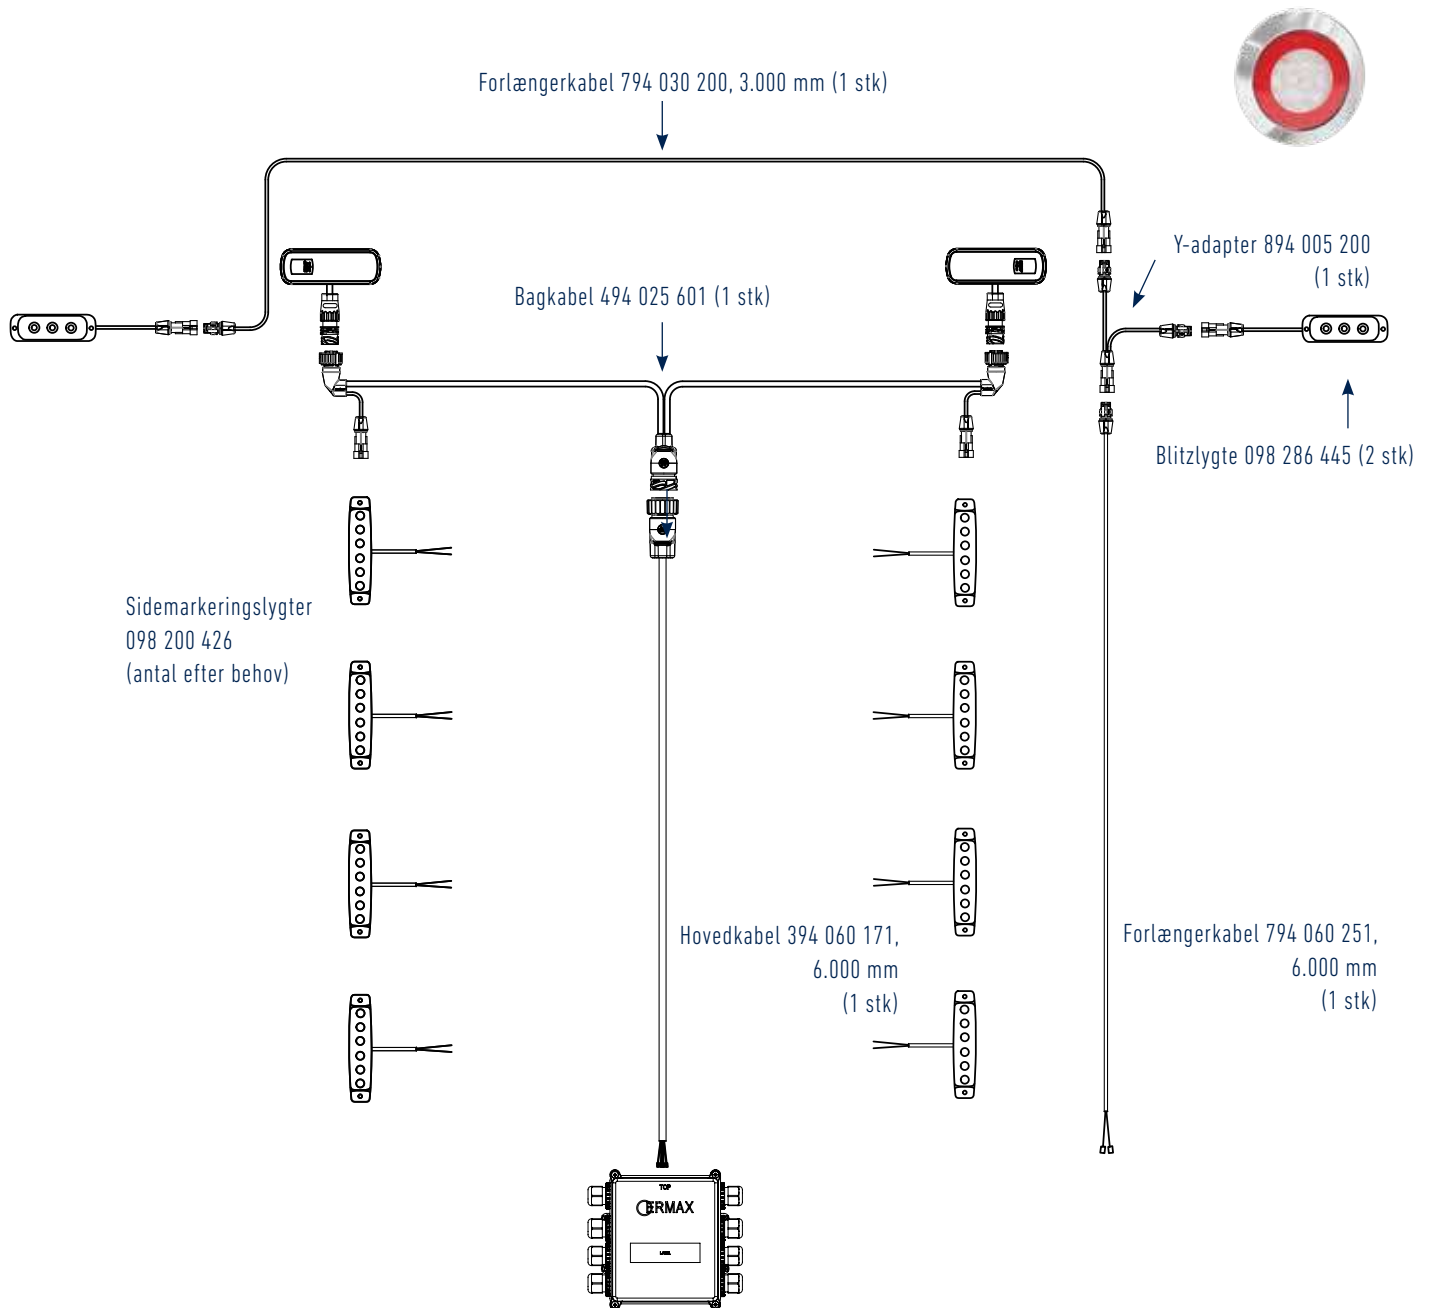 Forlængerkabel 794 030 200, 3.000 mm (1 stk)
Y-adapter 894 005 200
(1 stk)
Bagkabel 494 025 601 (1 stk)
Blitzlygte 098 286 445 (2 stk)
Sidemarkeringslygter
098 200 426
(antal efter behov)
Hovedkabel 394 060 171,
6.000 mm
(1 stk)
Forlængerkabel 794 060 251,
6.000 mm
(1 stk)
TOP
ERMAX
LABEL